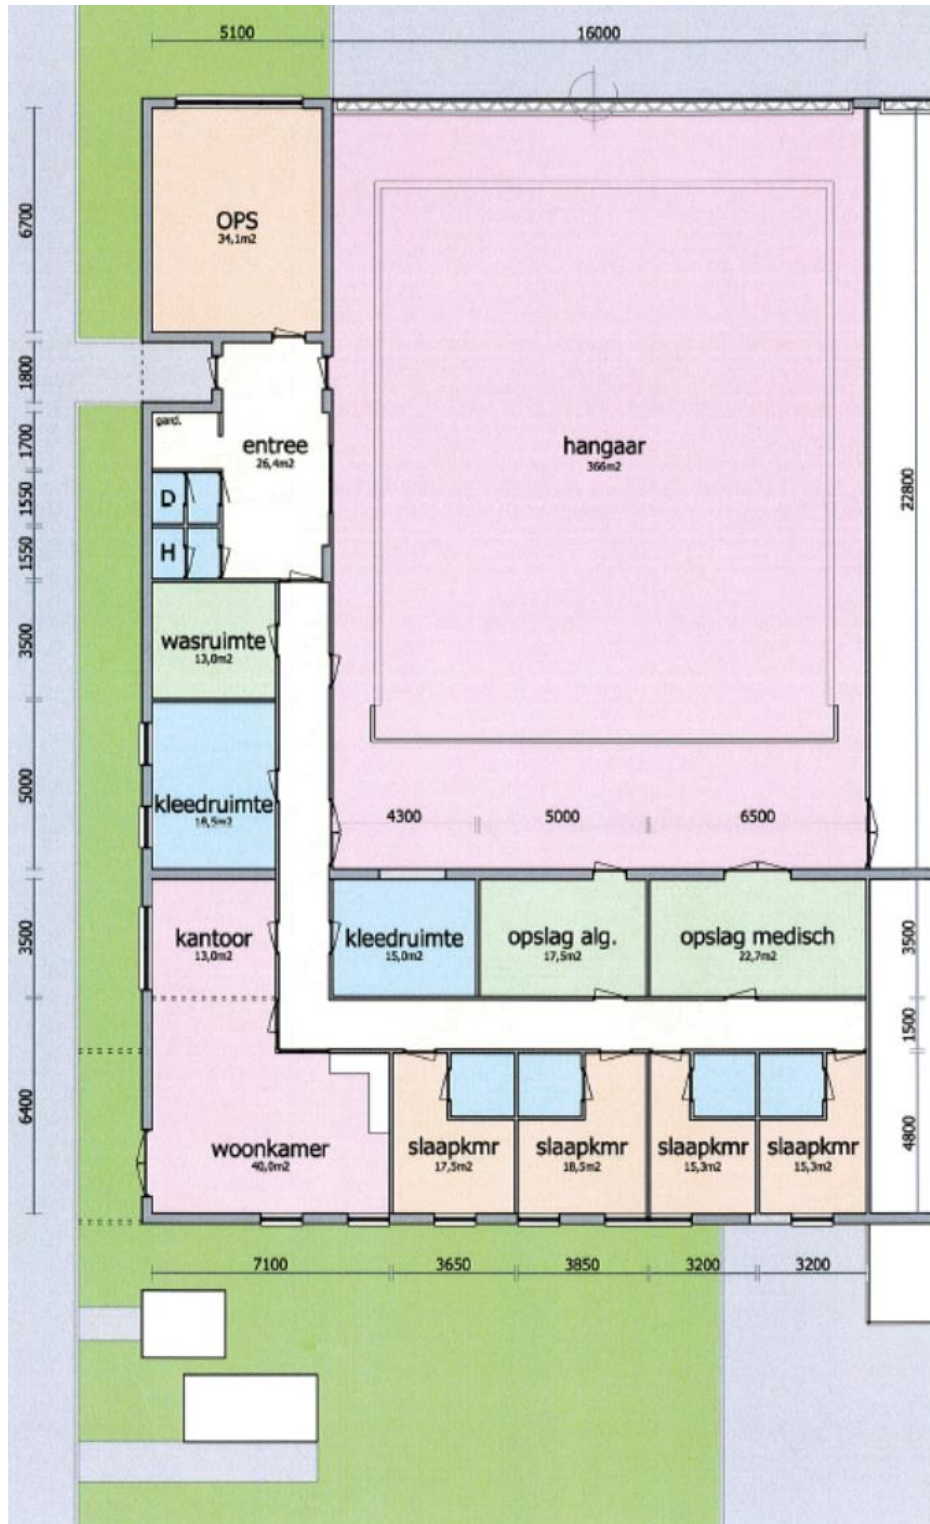 5100
16000
6700
OPS
34,1m2
1800
gard.
1700
entree
26,4m2
hangaar
366m2
22800
1550
D
1550
H
3500
wasruimte
13,0m2
5000
kleedruimte
18,5m2
4300
5000
6500
3500
kantoor
13,0m2
kleedruimte
15,0m2
opslag alg.
17,5m2
opslag medisch
22,7m2
3500
1500
6400
woonkamer
40,0m2
slaapkmr
17,5m2
slaapkmr
18,5m2
slaapkmr
15,3m2
slaapkmr
15,3m2
4800
7100
3650
3850
3200
3200